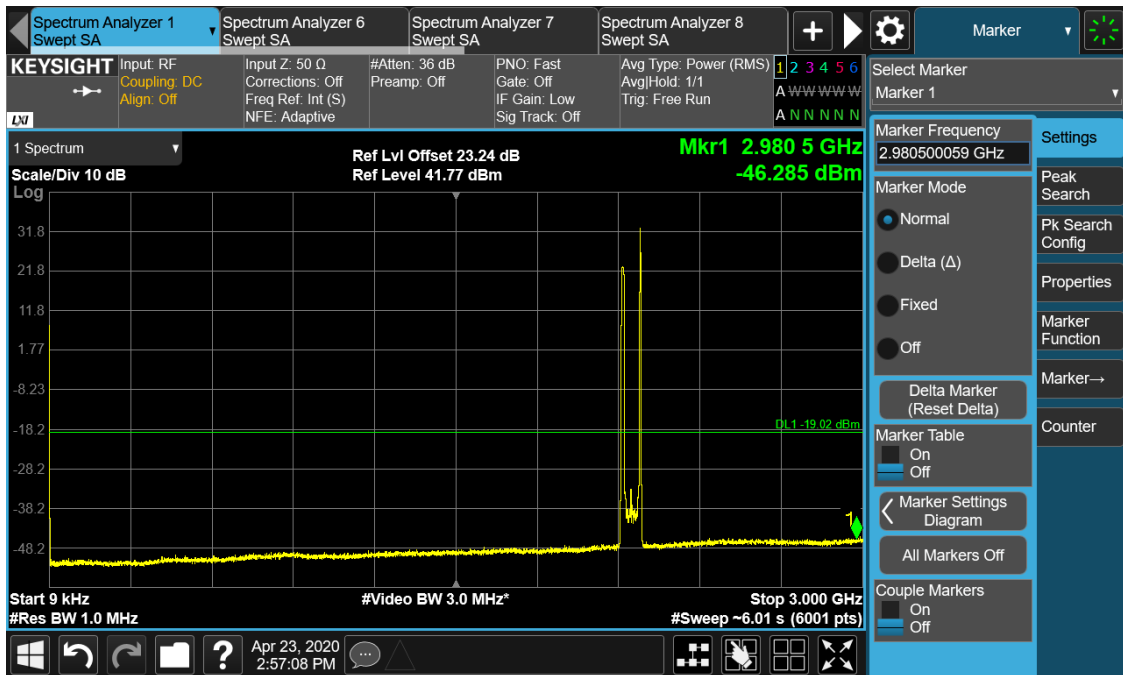 Spectrum Analyzer 1
Swept SA
Spectrum Analyzer 6
Swept SA
Spectrum Analyzer 7
Swept SA
Spectrum Analyzer 8
Swept SA
+
Marker
KEYSIGHT
LXI
Input: RF
Coupling: DC
Align: Off
Input Z: 50 Ω
Corrections: Off
Freq Ref: Int (S)
NFE: Adaptive
#Atten: 36 dB
Preamp: Off
PNO: Fast
Gate: Off
IF Gain: Low
Sig Track: Off
Avg Type: Power (RMS)
Avg|Hold: 1/1
Trig: Free Run
1 2 3 4 5 6
A W W W W W
A N N N N N
Select Marker
Marker 1
1 Spectrum
Scale/Div 10 dB
Log
Ref Lvl Offset 23.24 dB
Ref Level 41.77 dBm
Mkr1 2.980 5 GHz
-46.285 dBm
31.8
21.8
11.8
1.77
-8.23
-18.2
-28.2
-38.2
-48.2
DL1 -19.02 dBm
1
Start 9 kHz
#Res BW 1.0 MHz
#Video BW 3.0 MHz*
Stop 3.000 GHz
#Sweep ~6.01 s (6001 pts)
Marker Frequency
2.980500059 GHz
Marker Mode
Normal
Delta (Δ)
Fixed
Off
Delta Marker
(Reset Delta)
Marker Table
On
Off
Marker Settings
Diagram
All Markers Off
Couple Markers
On
Off
Settings
Peak
Search
Pk Search
Config
Properties
Marker
Function
Marker→
Counter
?
Apr 23, 2020
2:57:08 PM